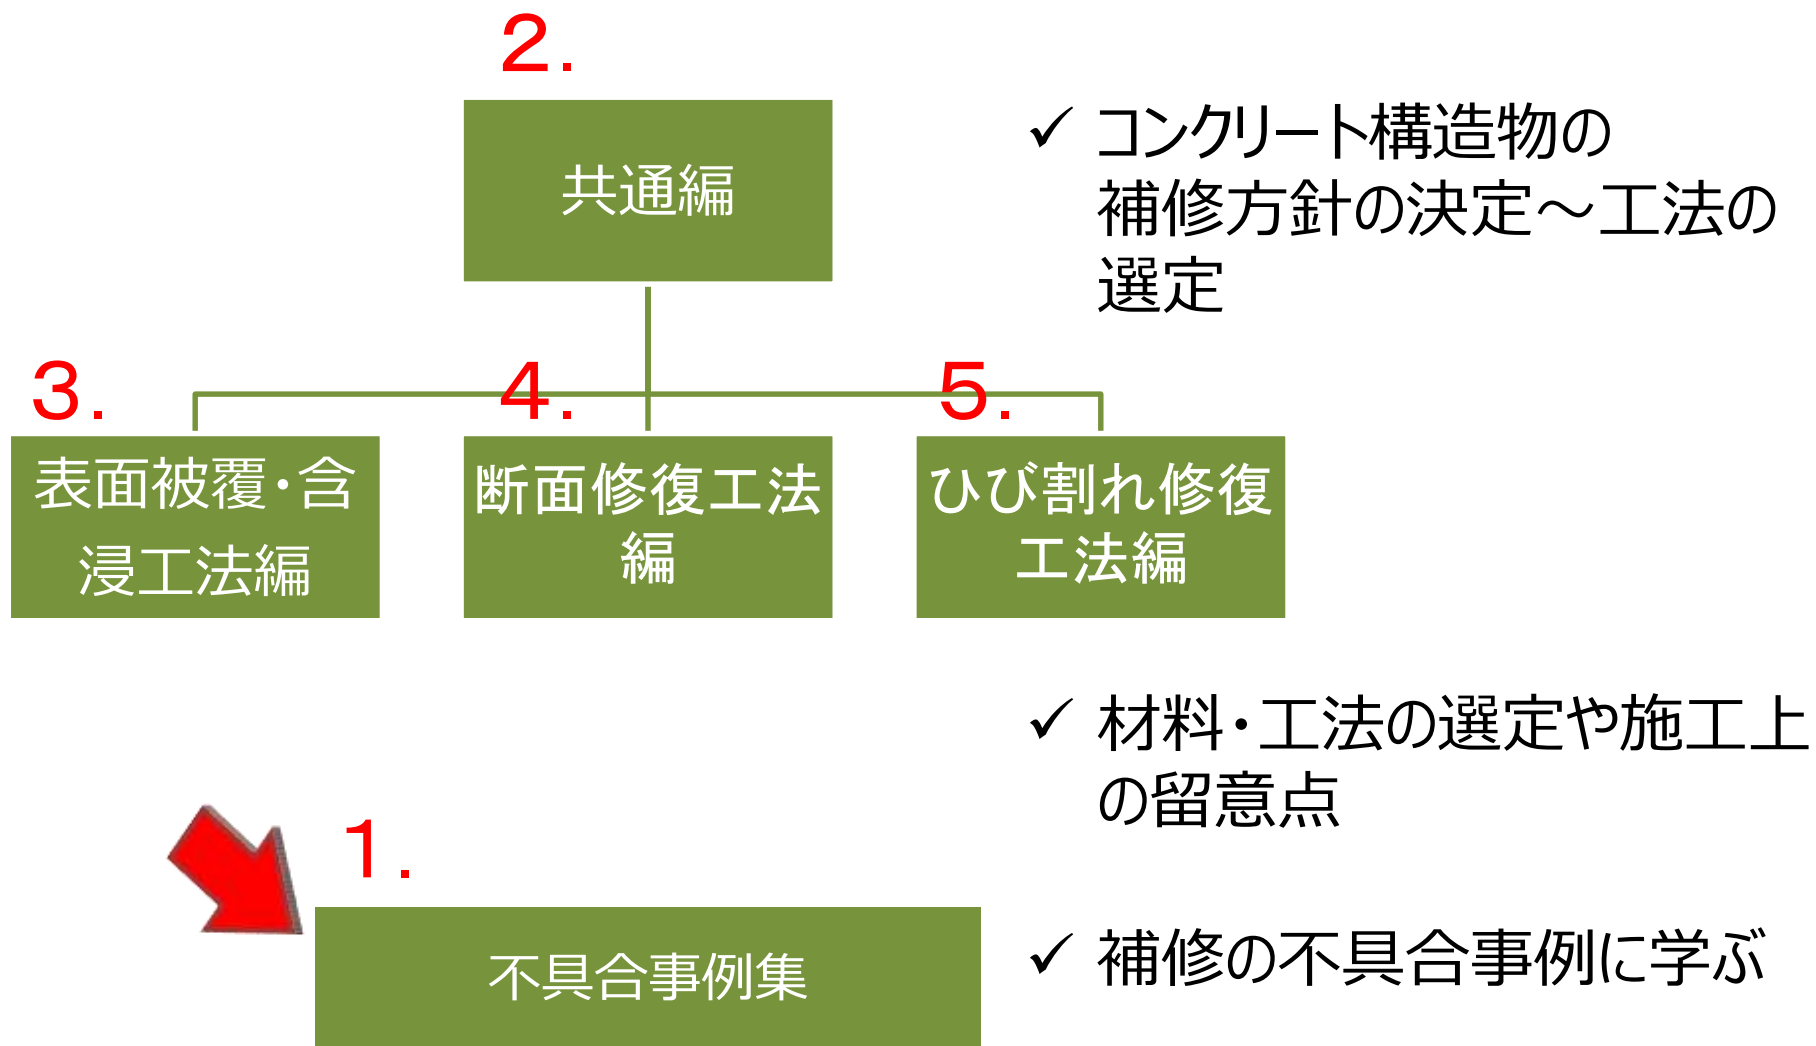 ２．
共通編
✓ コンクリート構造物の
補修方針の決定～工法の
選定
３．
表面被覆・含
浸工法編
４．
断面修復工法
編
５．
ひび割れ修復
工法編
✓ 材料・工法の選定や施工上
の留意点
１．
不具合事例集
✓ 補修の不具合事例に学ぶ